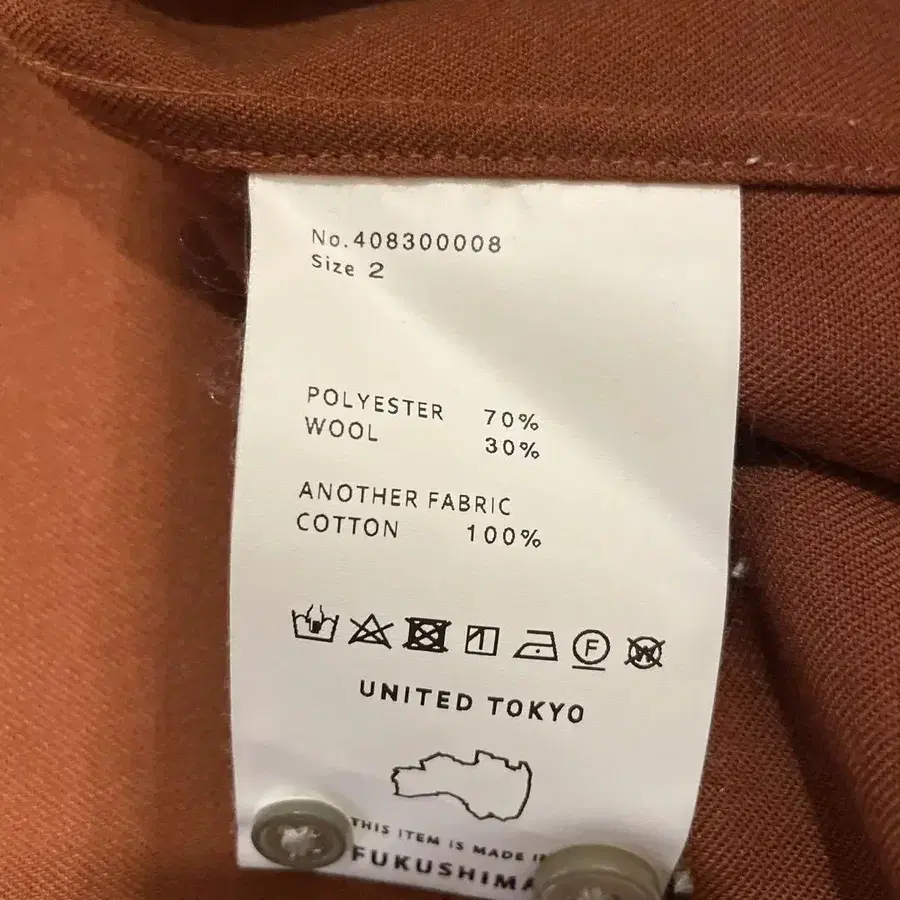 No.408300008
Size 2
POLYESTER 70%
WOOL 30%
ANOTHER FABRIC
COTTON 100%
F
W
UNITED TOKYO
THIS ITEM IS MADE
FUKUSHIMA